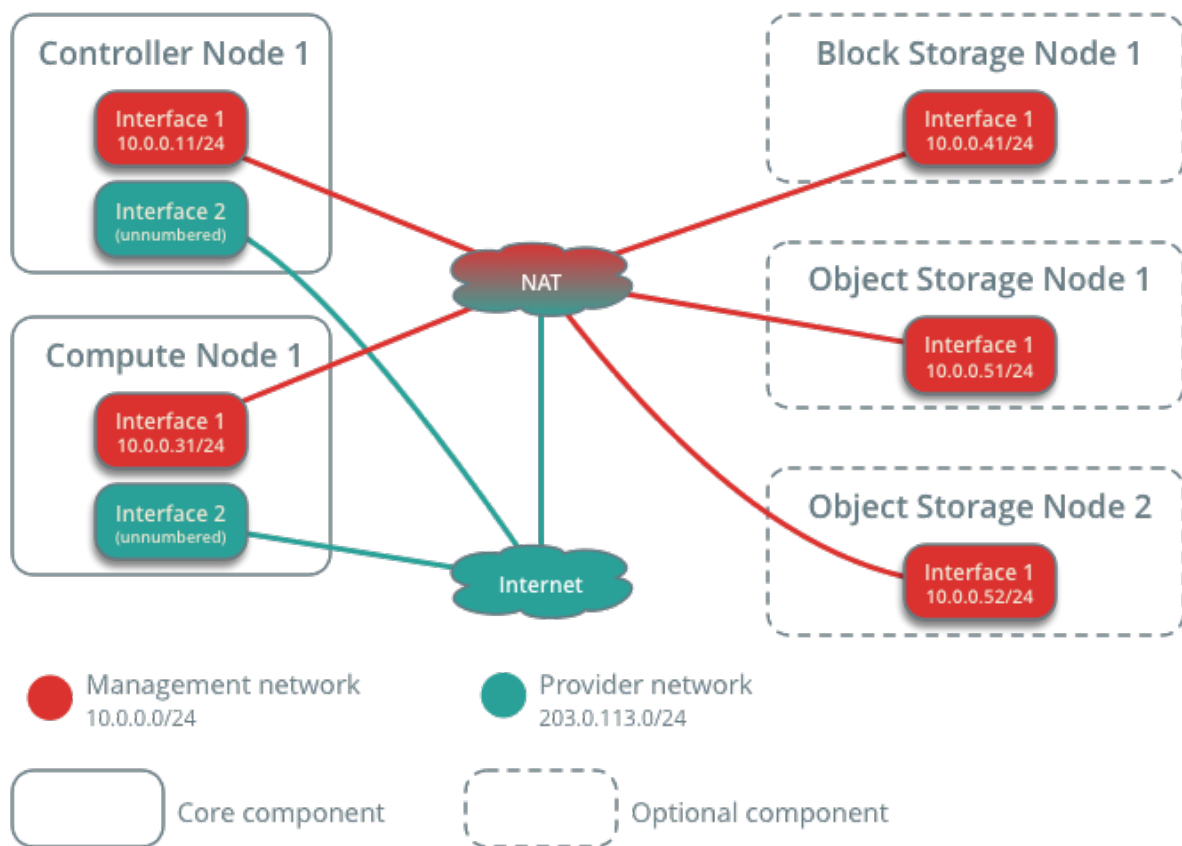 Controller Node 1
Interface 1
10.0.0.11/24
Interface 2
(unnumbered)
Compute Node 1
Interface 1
10.0.0.31/24
Interface 2
(unnumbered)
NAT
Internet
Block Storage Node 1
Interface 1
10.0.0.41/24
Object Storage Node 1
Interface 1
10.0.0.51/24
Object Storage Node 2
Interface 1
10.0.0.52/24
Management network
10.0.0.0/24
Provider network
203.0.113.0/24
Core component
Optional component